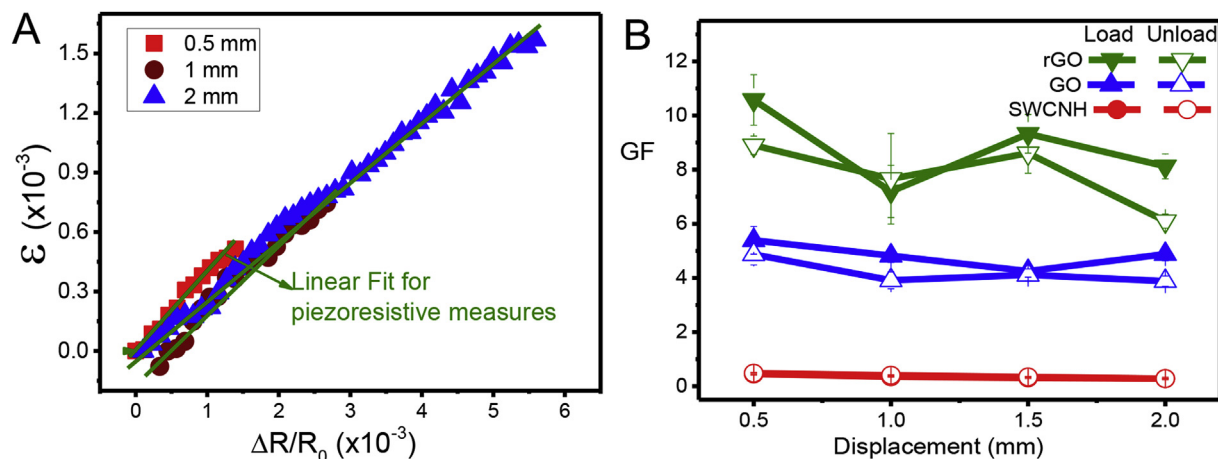 A
0.5 mm
1 mm
2 mm
1.5
1.2
0.9
0.6
0.3
0.0
ε (x10⁻³)
Linear Fit for
piezoresistive measures
0 1 2 3 4 5 6
ΔR/R₀ (x10⁻³)
B
Load Unload
rGO
GO
SWCNH
12
10
8
6
4
2
0
GF
0.5 1.0 1.5 2.0
Displacement (mm)